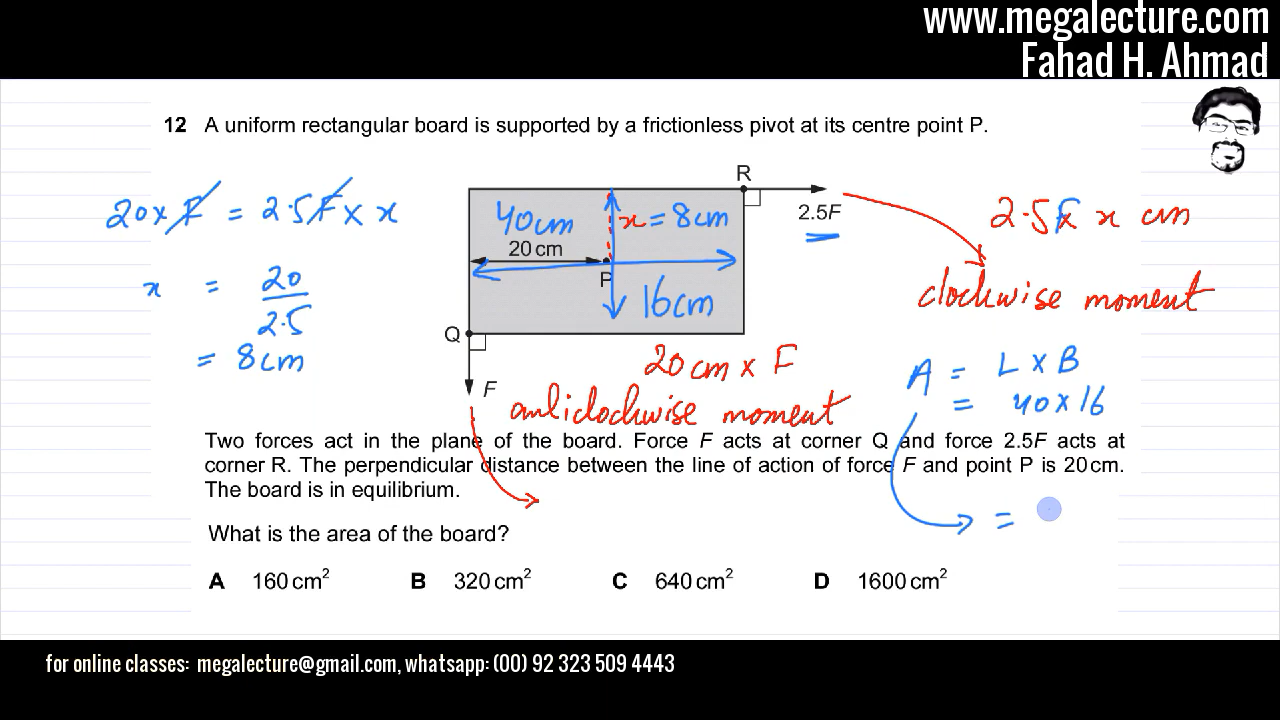 www.megalecture.com
Fahad H. Ahmad
12 A uniform rectangular board is supported by a frictionless pivot at its centre point P.
R
20 x F = 2.5F x x
40cm
x = 8cm
2.5F
2.5F x x cm
20 cm
P
x = 20
2.5
= 8cm
16cm
clockwise moment
Q
F
20 cm x F
anticlockwise moment
A = L x B
= 40 x 16
Two forces act in the plane of the board. Force F acts at corner Q and force 2.5F acts at
corner R. The perpendicular distance between the line of action of force F and point P is 20cm.
The board is in equilibrium.
=
What is the area of the board?
A 160 cm²
B 320 cm²
C 640 cm²
D 1600 cm²
for online classes: megalecture@gmail.com, whatsapp: (00) 92 323 509 4443